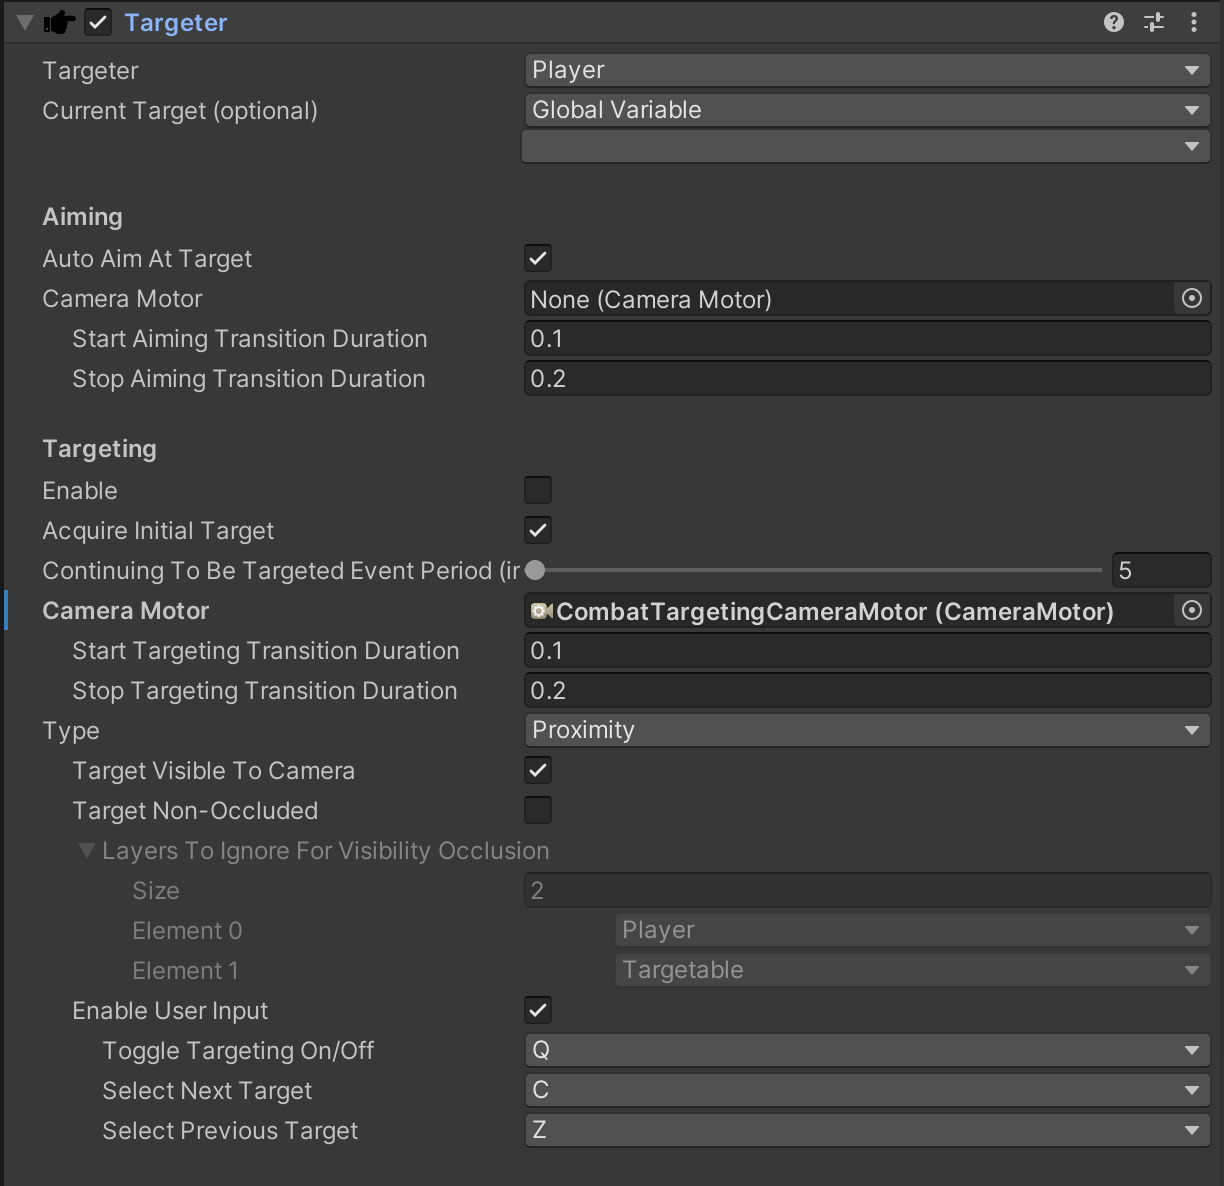 Targeter
Targeter Player
Current Target (optional) Global Variable
Aiming
Auto Aim At Target
Camera Motor None (Camera Motor)
Start Aiming Transition Duration 0.1
Stop Aiming Transition Duration 0.2
Targeting
Enable
Acquire Initial Target
Continuing To Be Targeted Event Period (ir 5
Camera Motor CombatTargetingCameraMotor (CameraMotor)
Start Targeting Transition Duration 0.1
Stop Targeting Transition Duration 0.2
Type Proximity
Target Visible To Camera
Target Non-Occluded
Layers To Ignore For Visibility Occlusion
Size 2
Element 0 Player
Element 1 Targetable
Enable User Input
Toggle Targeting On/Off Q
Select Next Target C
Select Previous Target Z